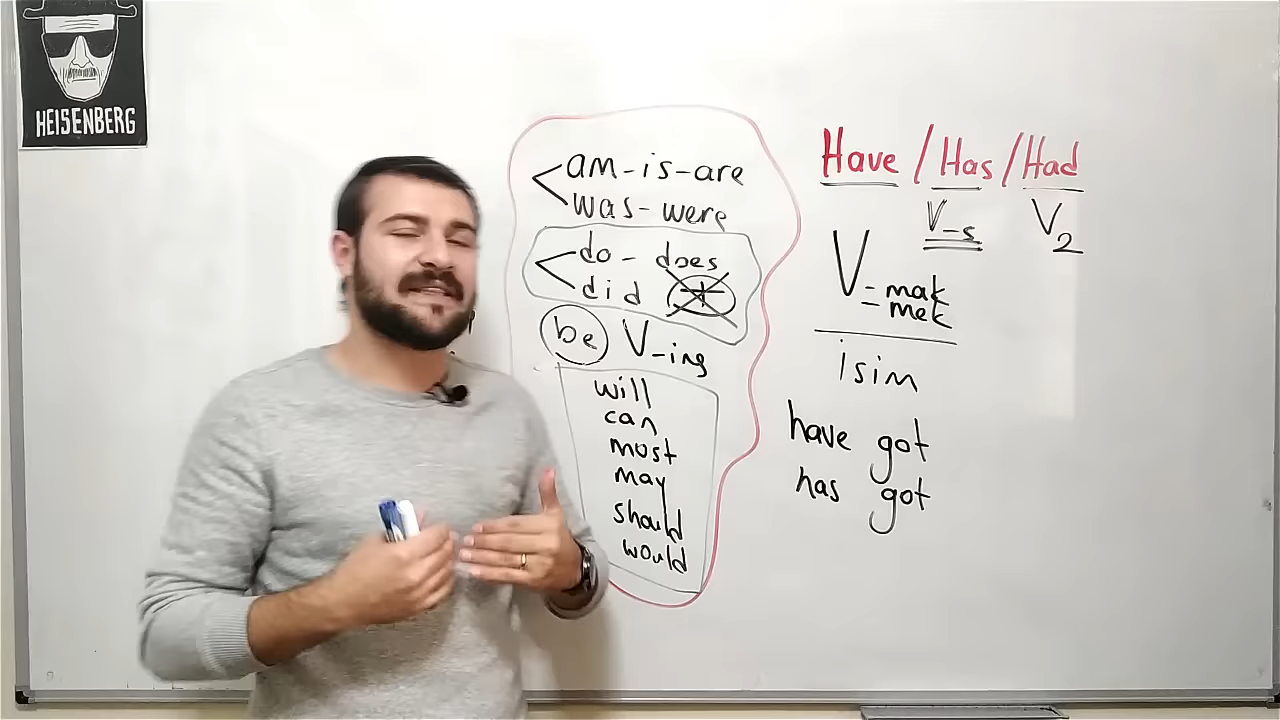 HEISENBERG
am-is-are
was-were
do - does
did +
be V-ing
will
can
must
may
should
would
Have / Has / Had
V-s V2
V-mak
-mek
isim
have got
has got